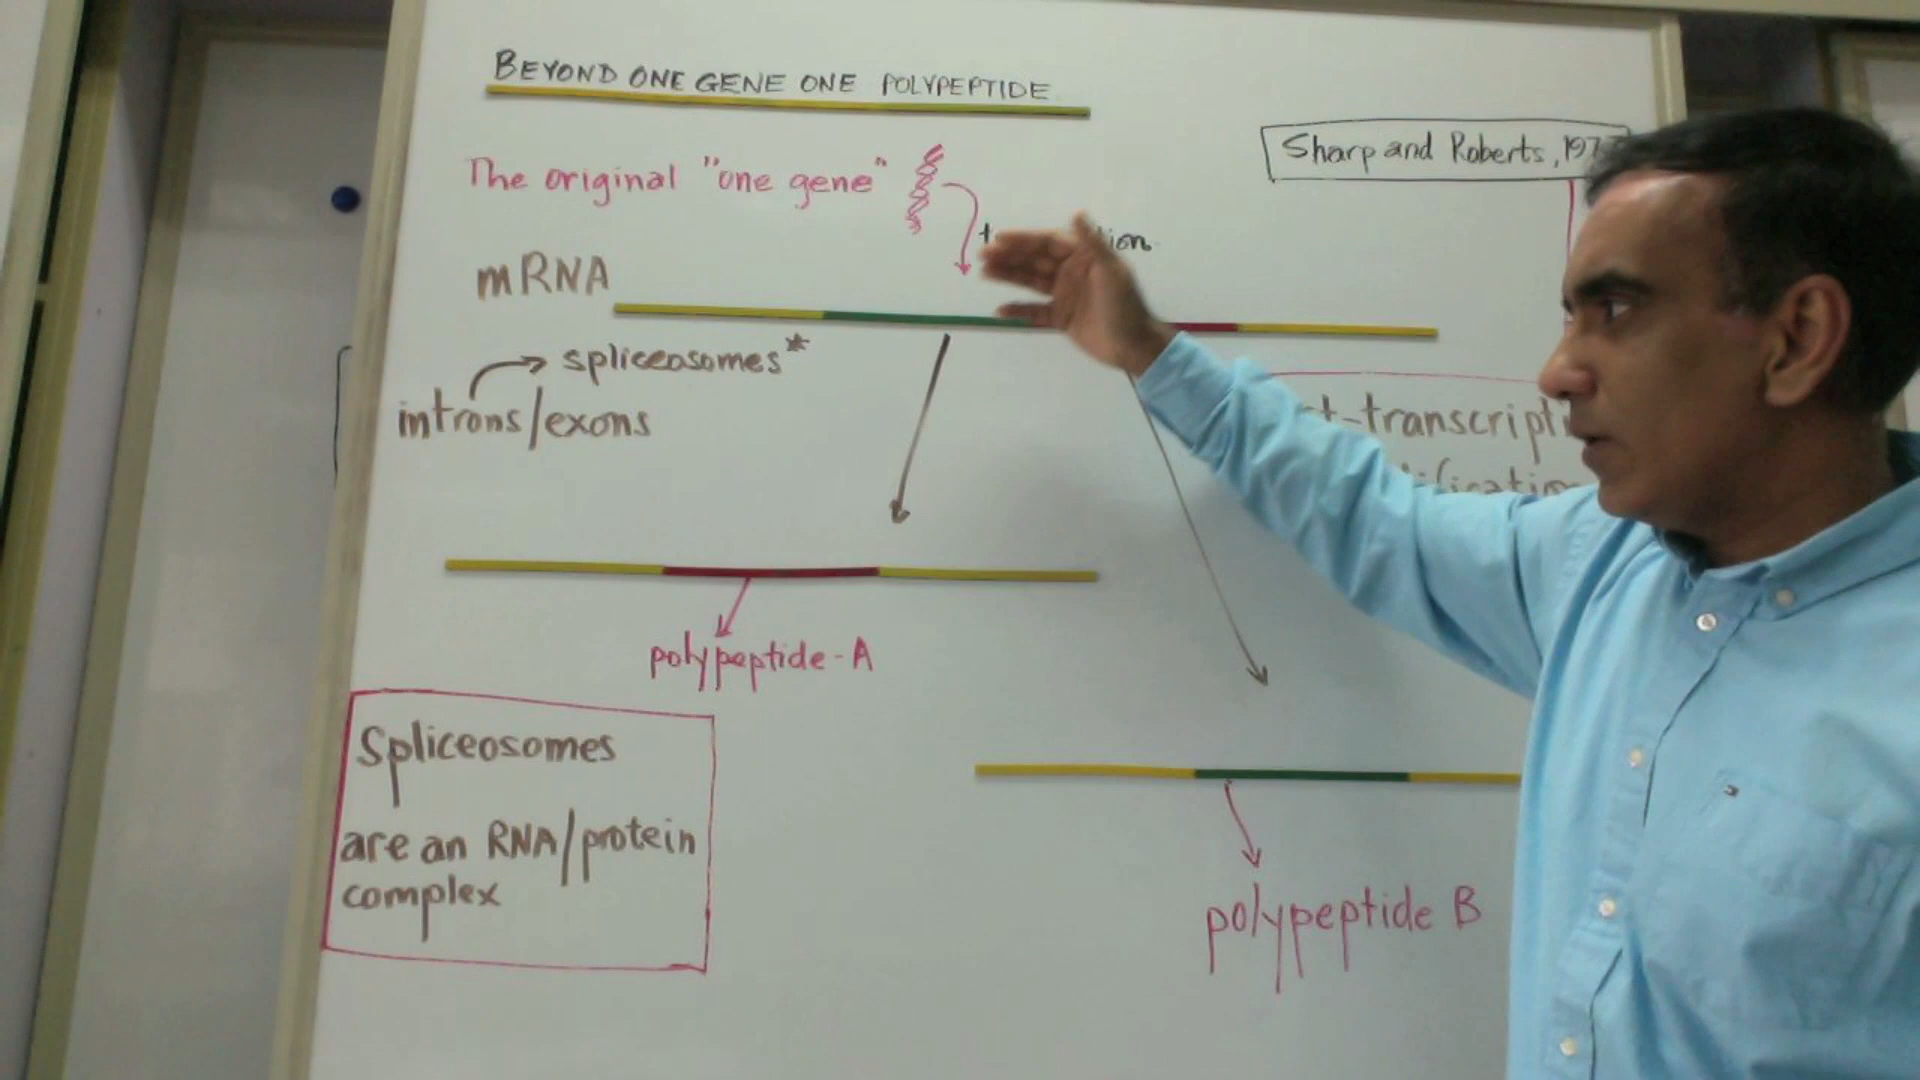 BEYOND ONE GENE ONE POLYPEPTIDE
The original "one gene"
Sharp and Roberts, 197
mRNA
spliceosomes*
introns/exons
polypeptide-A
Spliceosomes
are an RNA/protein
complex
polypeptide B